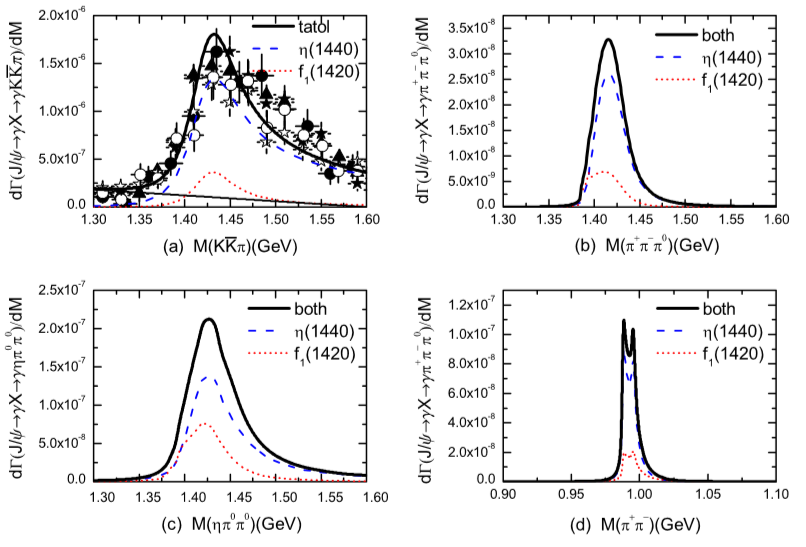 2.0x10⁻⁶
1.5x10⁻⁶
1.0x10⁻⁶
5.0x10⁻⁷
0.0
1.30 1.35 1.40 1.45 1.50 1.55 1.60
dΓ(J/ψ→γX→γKK̅π)/dM
tatol
η(1440)
f₁(1420)
(a) M(KK̅π)(GeV)
3.5x10⁻⁸
3.0x10⁻⁸
2.5x10⁻⁸
2.0x10⁻⁸
1.5x10⁻⁸
1.0x10⁻⁸
5.0x10⁻⁹
0.0
1.30 1.35 1.40 1.45 1.50 1.55 1.60
dΓ(J/ψ→γX→γπ⁺π⁻π⁰)/dM
both
η(1440)
f₁(1420)
(b) M(π⁺π⁻π⁰)(GeV)
2.5x10⁻⁷
2.0x10⁻⁷
1.5x10⁻⁷
1.0x10⁻⁷
5.0x10⁻⁸
0.0
1.30 1.35 1.40 1.45 1.50 1.55 1.60
dΓ(J/ψ→γX→γηπ⁰π⁰)/dM
both
η(1440)
f₁(1420)
(c) M(ηπ⁰π⁰)(GeV)
1.2x10⁻⁷
1.0x10⁻⁷
8.0x10⁻⁸
6.0x10⁻⁸
4.0x10⁻⁸
2.0x10⁻⁸
0.0
0.90 0.95 1.00 1.05 1.10
dΓ(J/ψ→γX→γπ⁺π⁻π⁰)/dM
both
η(1440)
f₁(1420)
(d) M(π⁺π⁻)(GeV)